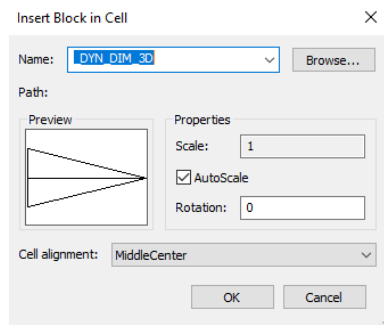 Insert Block in Cell
Name: _DYN_DIM_3D Browse...
Path:
Preview
Properties
Scale: 1
AutoScale
Rotation: 0
Cell alignment: MiddleCenter
OK Cancel